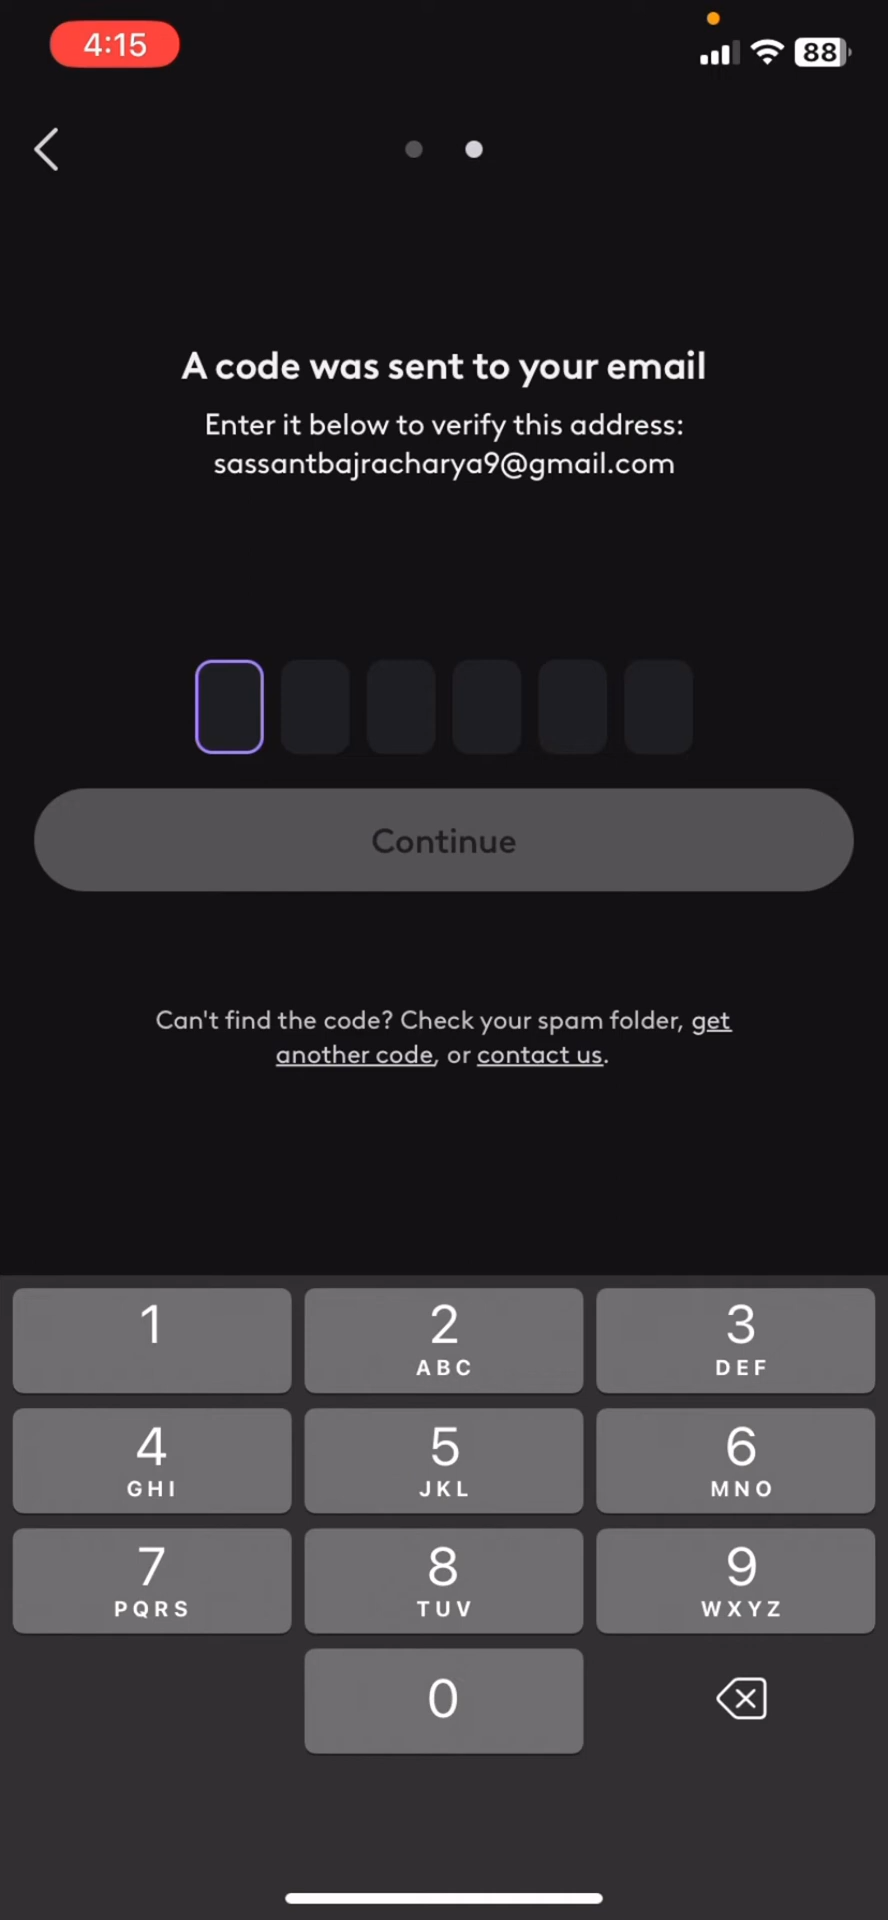 4:15
88
A code was sent to your email
Enter it below to verify this address:
sassantbajracharya9@gmail.com
Continue
Can't find the code? Check your spam folder, get
another code, or contact us.
1
2
ABC
3
DEF
4
GHI
5
JKL
6
MNO
7
PQRS
8
TUV
9
WXYZ
0